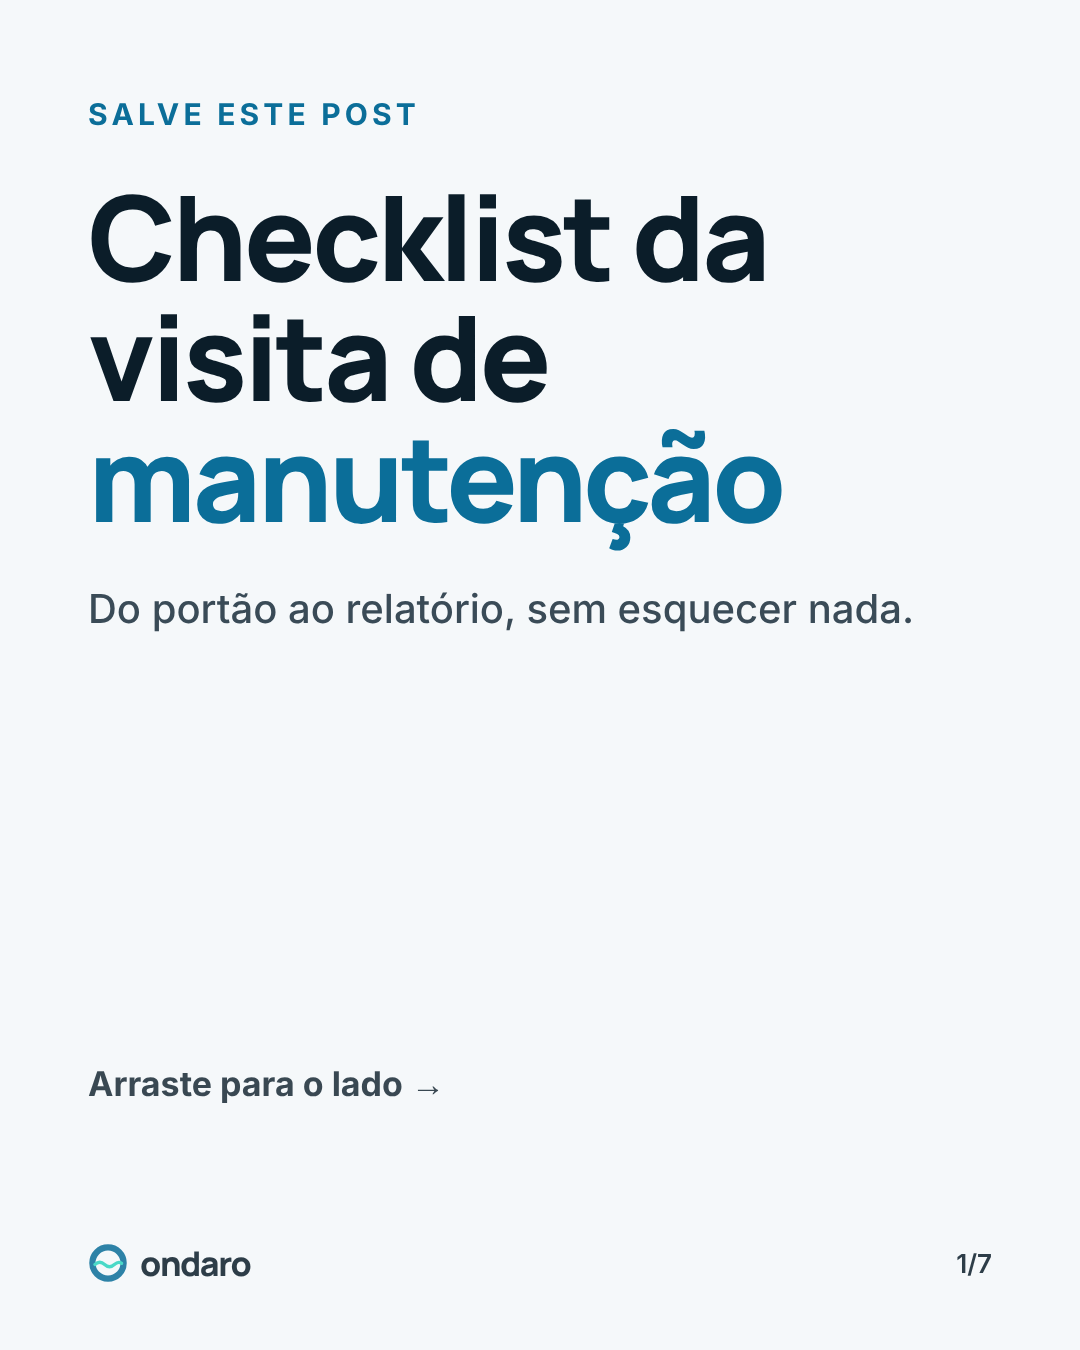 SALVE ESTE POST
Checklist da
visita de
manutenção
Do portão ao relatório, sem esquecer nada.
Arraste para o lado →
ondaro
1/7